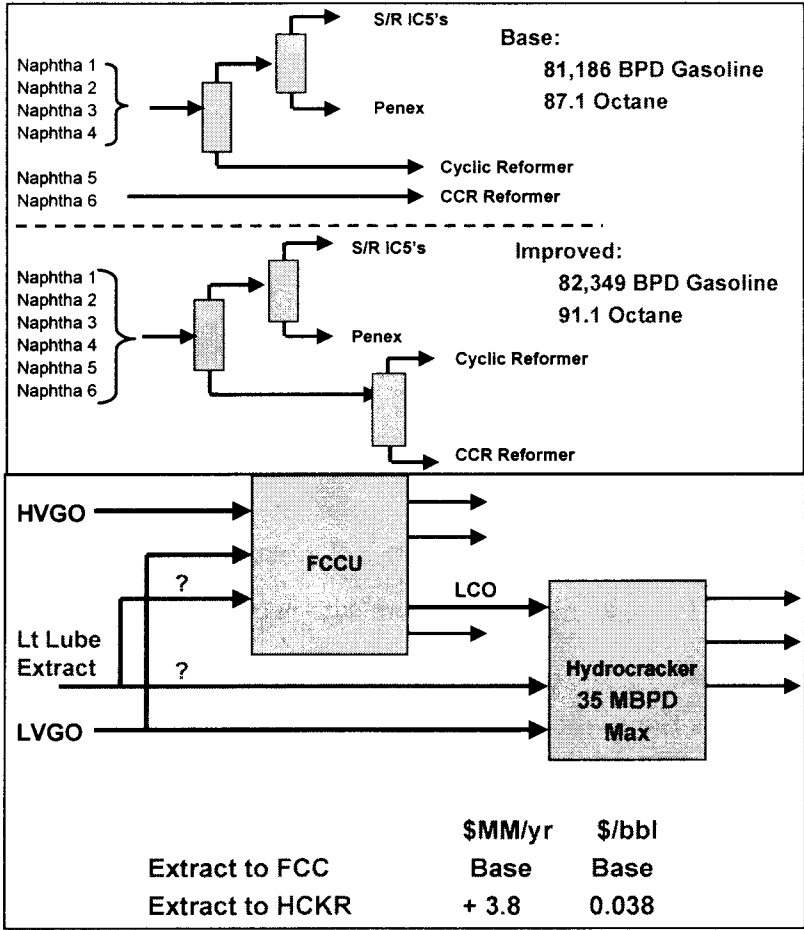 S/R IC5's
Base:
81,186 BPD Gasoline
87.1 Octane
Naphtha 1
Naphtha 2
Naphtha 3
Naphtha 4
Penex
Cyclic Reformer
Naphtha 5
Naphtha 6
CCR Reformer
S/R IC5's
Improved:
82,349 BPD Gasoline
91.1 Octane
Naphtha 1
Naphtha 2
Naphtha 3
Naphtha 4
Naphtha 5
Naphtha 6
Penex
Cyclic Reformer
CCR Reformer
HVGO
FCCU
?
LCO
Lt Lube
Extract
?
Hydrocracker
35 MBPD
Max
LVGO
$MM/yr $/bbl
Extract to FCC Base Base
Extract to HCKR + 3.8 0.038